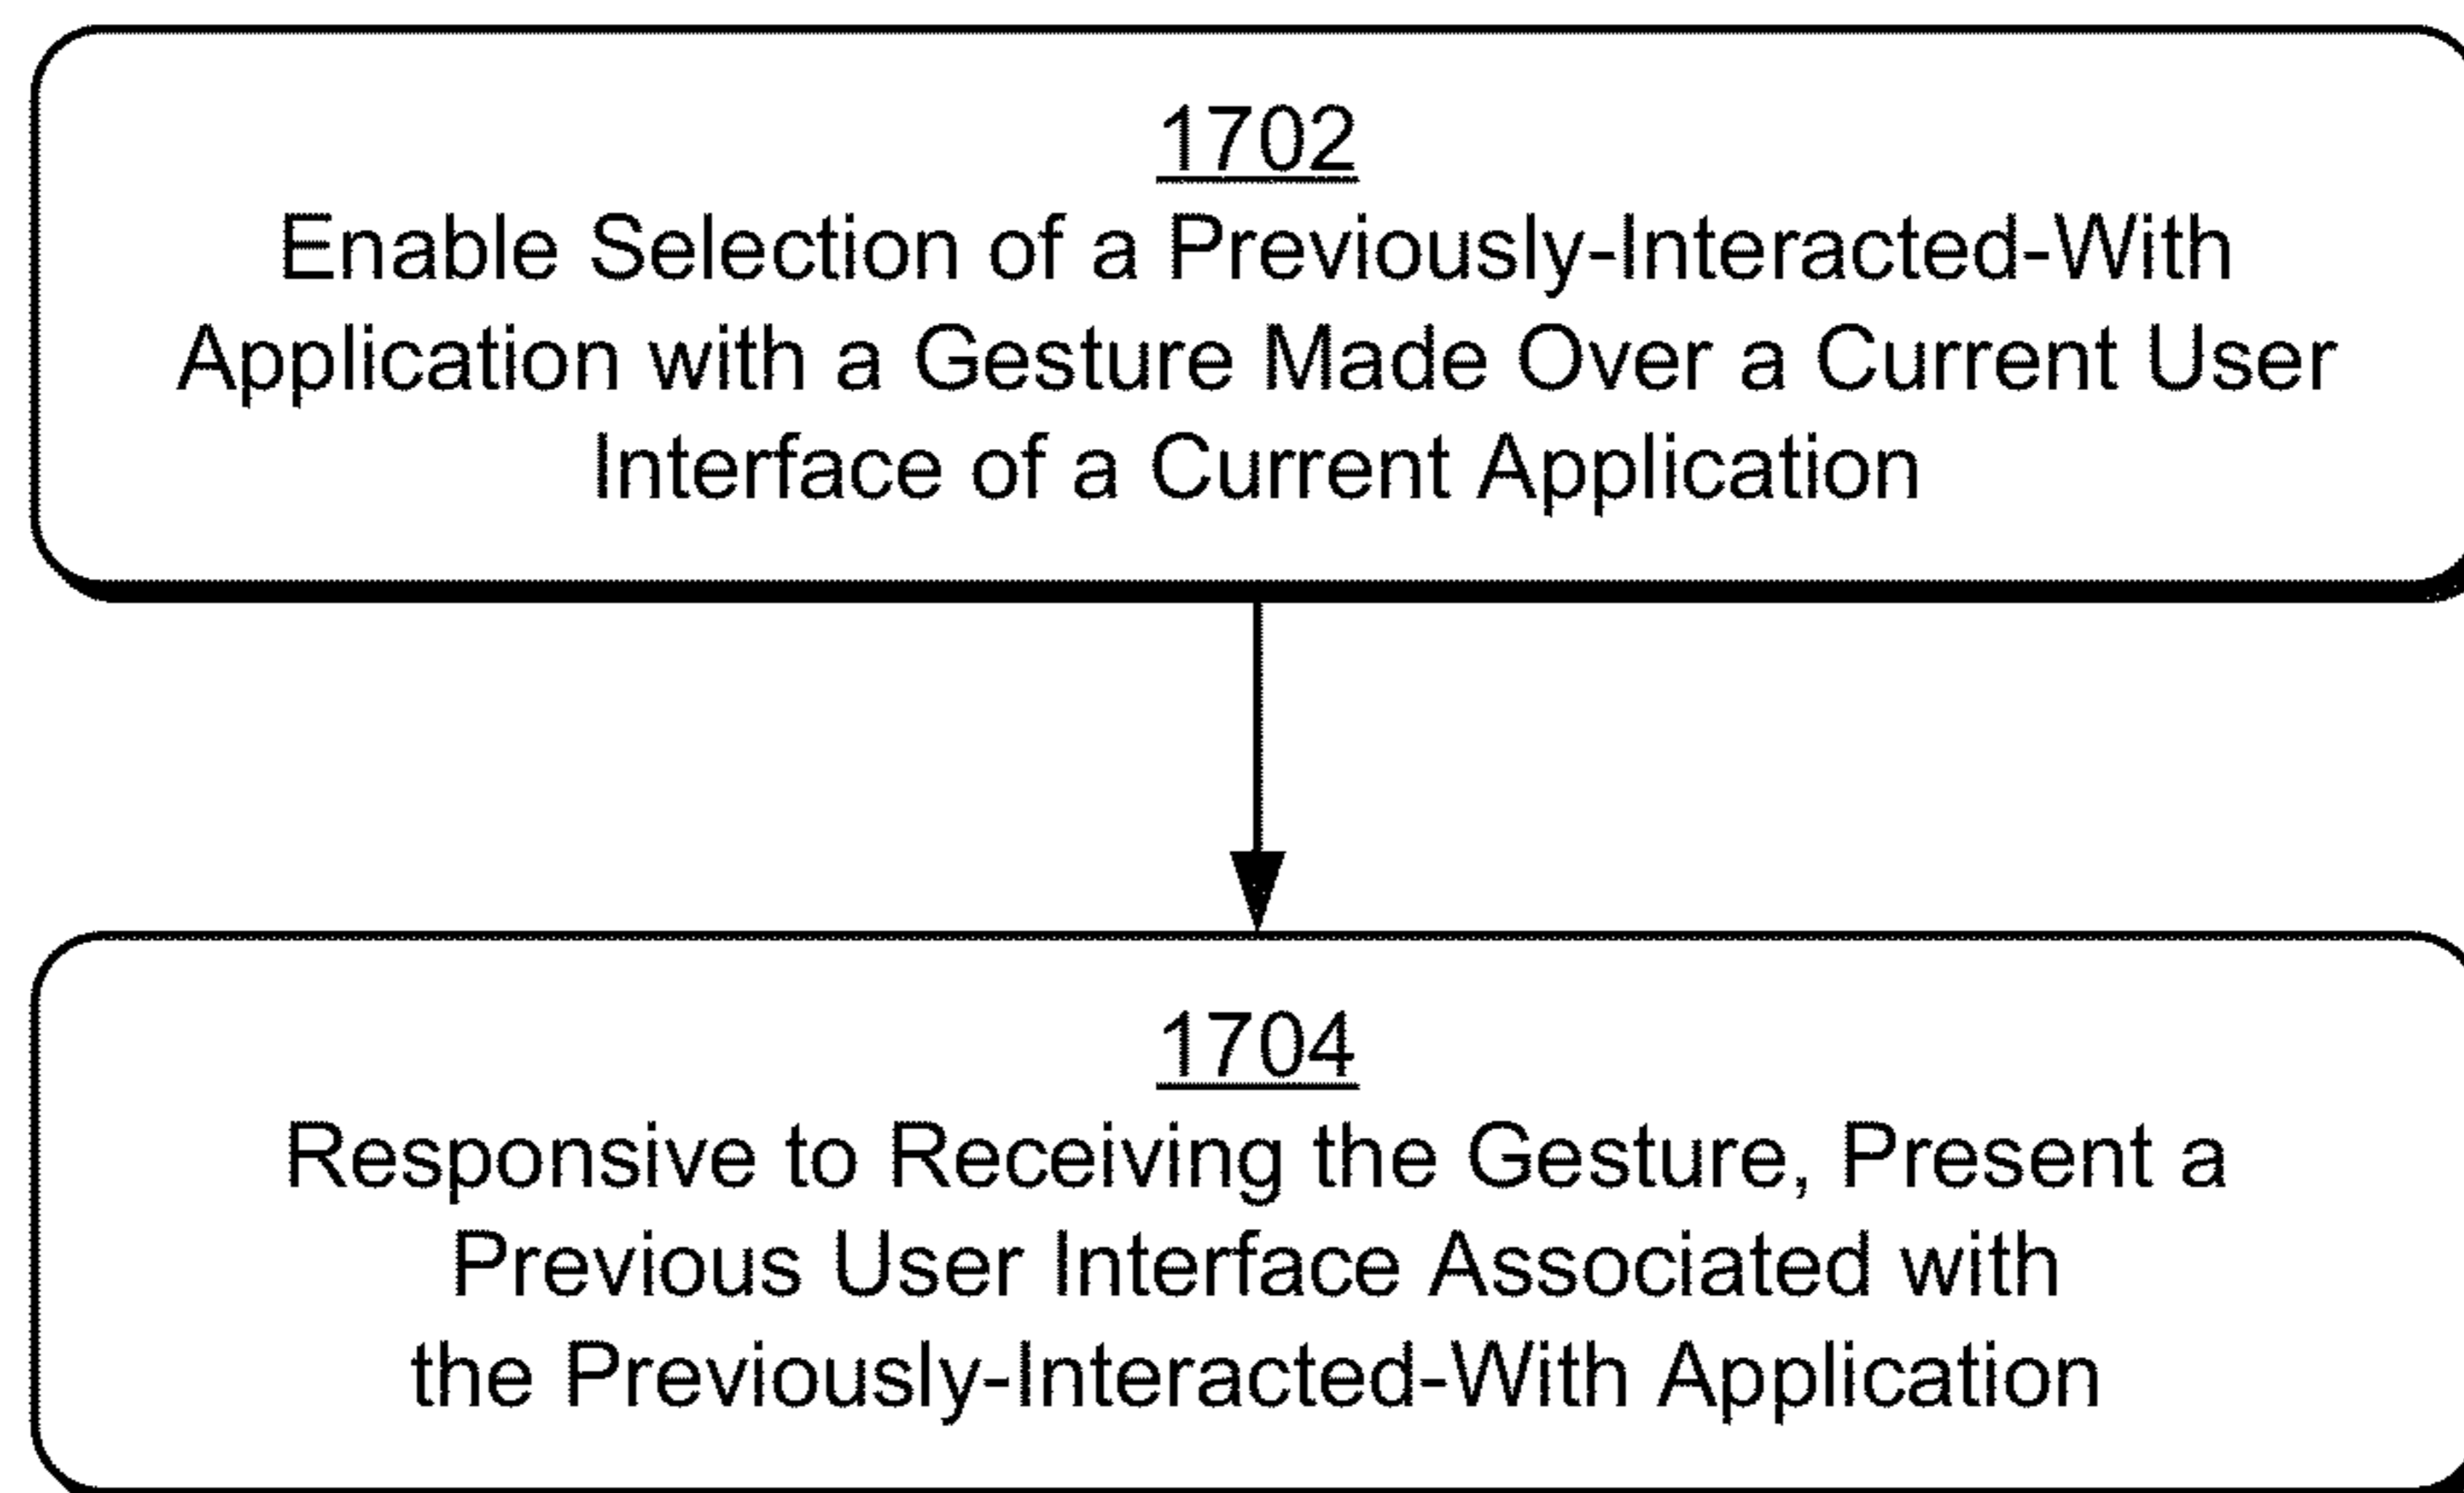 1702
Enable Selection of a Previously-Interacted-With
Application with a Gesture Made Over a Current User
Interface of a Current Application
1704
Responsive to Receiving the Gesture, Present a
Previous User Interface Associated with
the Previously-Interacted-With Application